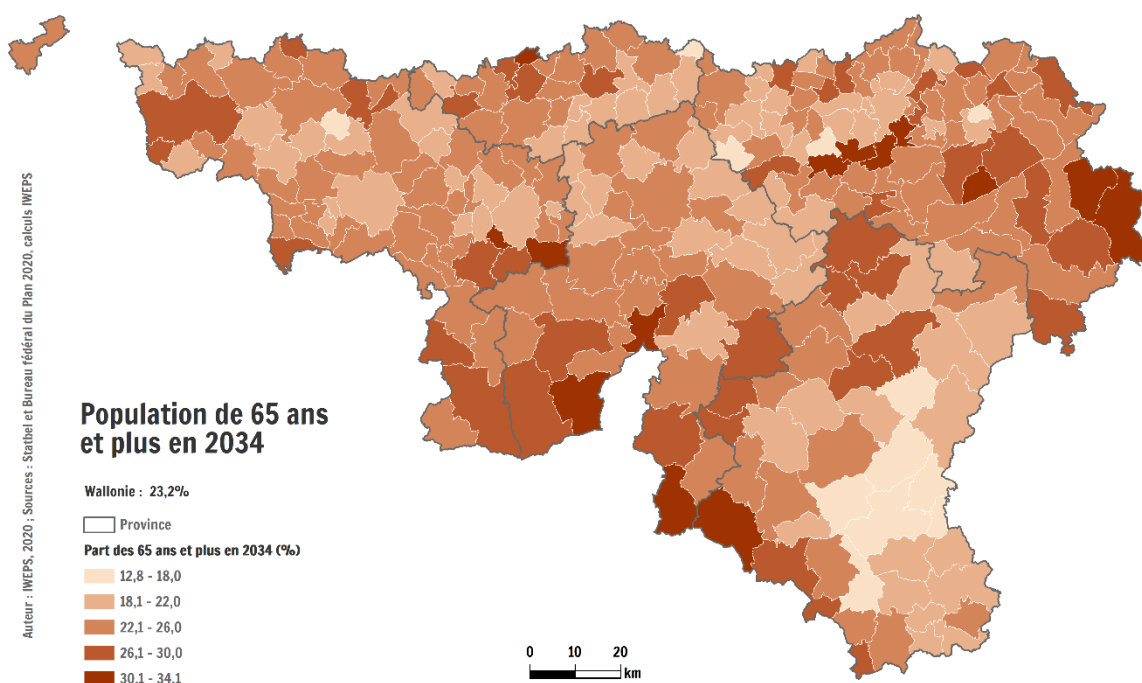 Population de 65 ans
et plus en 2034
Wallonie : 23,2%
Province
Part des 65 ans et plus en 2034 (%)
12,8 - 18,0
18,1 - 22,0
22,1 - 26,0
26,1 - 30,0
30,1 - 34,1
0 10 20
km
Auteur : IWEPS, 2020 ; Sources : Statbel et Bureau fédéral du Plan 2020, calculs IWEPS